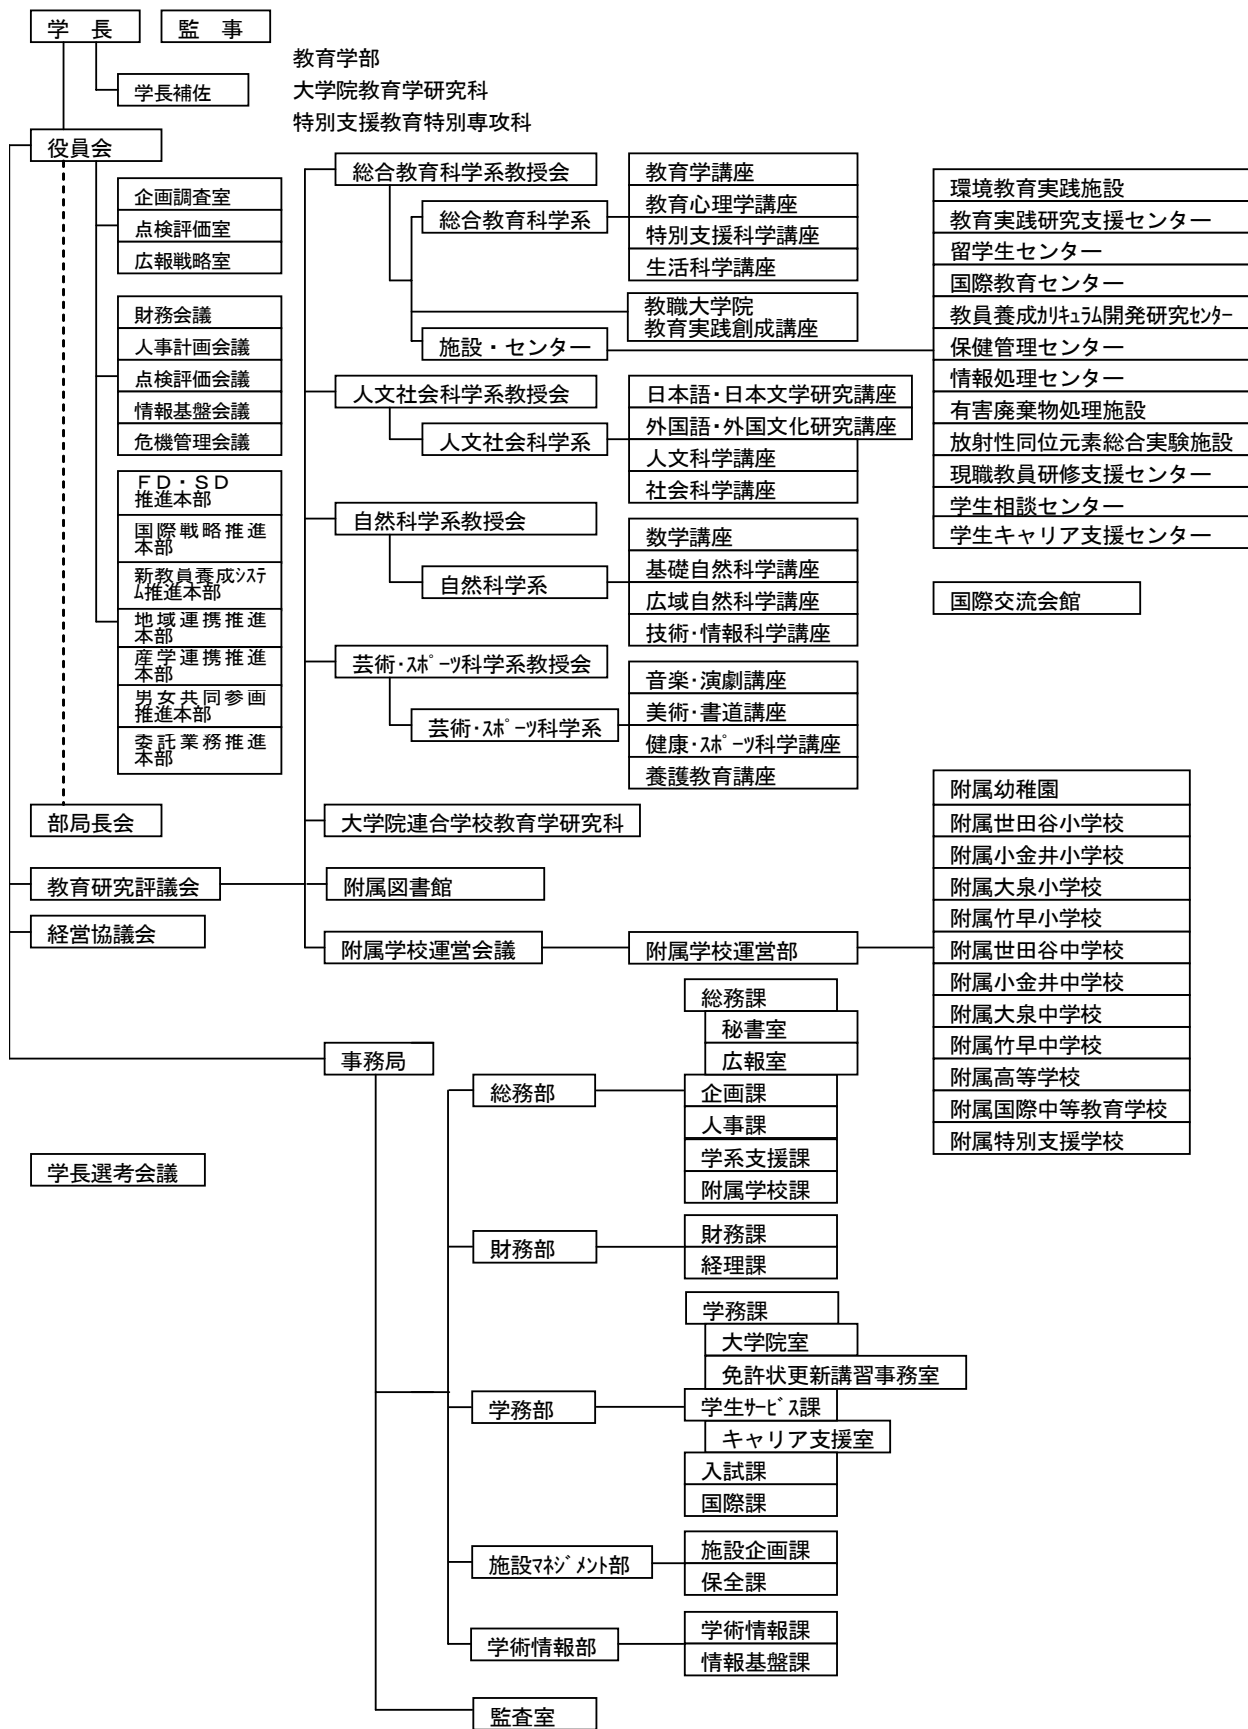 学　長
監　事
学長補佐
教育学部
大学院教育学研究科
特別支援教育特別専攻科
役員会
企画調査室
点検評価室
広報戦略室
財務会議
人事計画会議
点検評価会議
情報基盤会議
危機管理会議
ＦＤ・ＳＤ
推進本部
国際戦略推進
本部
新教員養成ｼｽﾃ
ﾑ推進本部
地域連携推進
本部
産学連携推進
本部
男女共同参画
推進本部
委託業務推進
本部
部局長会
教育研究評議会
経営協議会
学長選考会議
総合教育科学系教授会
総合教育科学系
教育学講座
教育心理学講座
特別支援科学講座
生活科学講座
教職大学院
教育実践創成講座
施設・センター
環境教育実践施設
教育実践研究支援センター
留学生センター
国際教育センター
教員養成ｶﾘｷｭﾗﾑ開発研究ｾﾝﾀｰ
保健管理センター
情報処理センター
有害廃棄物処理施設
放射性同位元素総合実験施設
現職教員研修支援センター
学生相談センター
学生キャリア支援センター
国際交流会館
人文社会科学系教授会
人文社会科学系
日本語･日本文学研究講座
外国語･外国文化研究講座
人文科学講座
社会科学講座
自然科学系教授会
自然科学系
数学講座
基礎自然科学講座
広域自然科学講座
技術･情報科学講座
芸術･ｽﾎﾟｰﾂ科学系教授会
芸術･ｽﾎﾟｰﾂ科学系
音楽･演劇講座
美術･書道講座
健康･ｽﾎﾟｰﾂ科学講座
養護教育講座
大学院連合学校教育学研究科
附属図書館
附属学校運営会議
附属学校運営部
附属幼稚園
附属世田谷小学校
附属小金井小学校
附属大泉小学校
附属竹早小学校
附属世田谷中学校
附属小金井中学校
附属大泉中学校
附属竹早中学校
附属高等学校
附属国際中等教育学校
附属特別支援学校
事務局
総務部
総務課
秘書室
広報室
企画課
人事課
学系支援課
附属学校課
財務部
財務課
経理課
学務部
学務課
大学院室
免許状更新講習事務室
学生ｻｰﾋﾞｽ課
キャリア支援室
入試課
国際課
施設ﾏﾈｼﾞﾒﾝﾄ部
施設企画課
保全課
学術情報部
学術情報課
情報基盤課
監査室